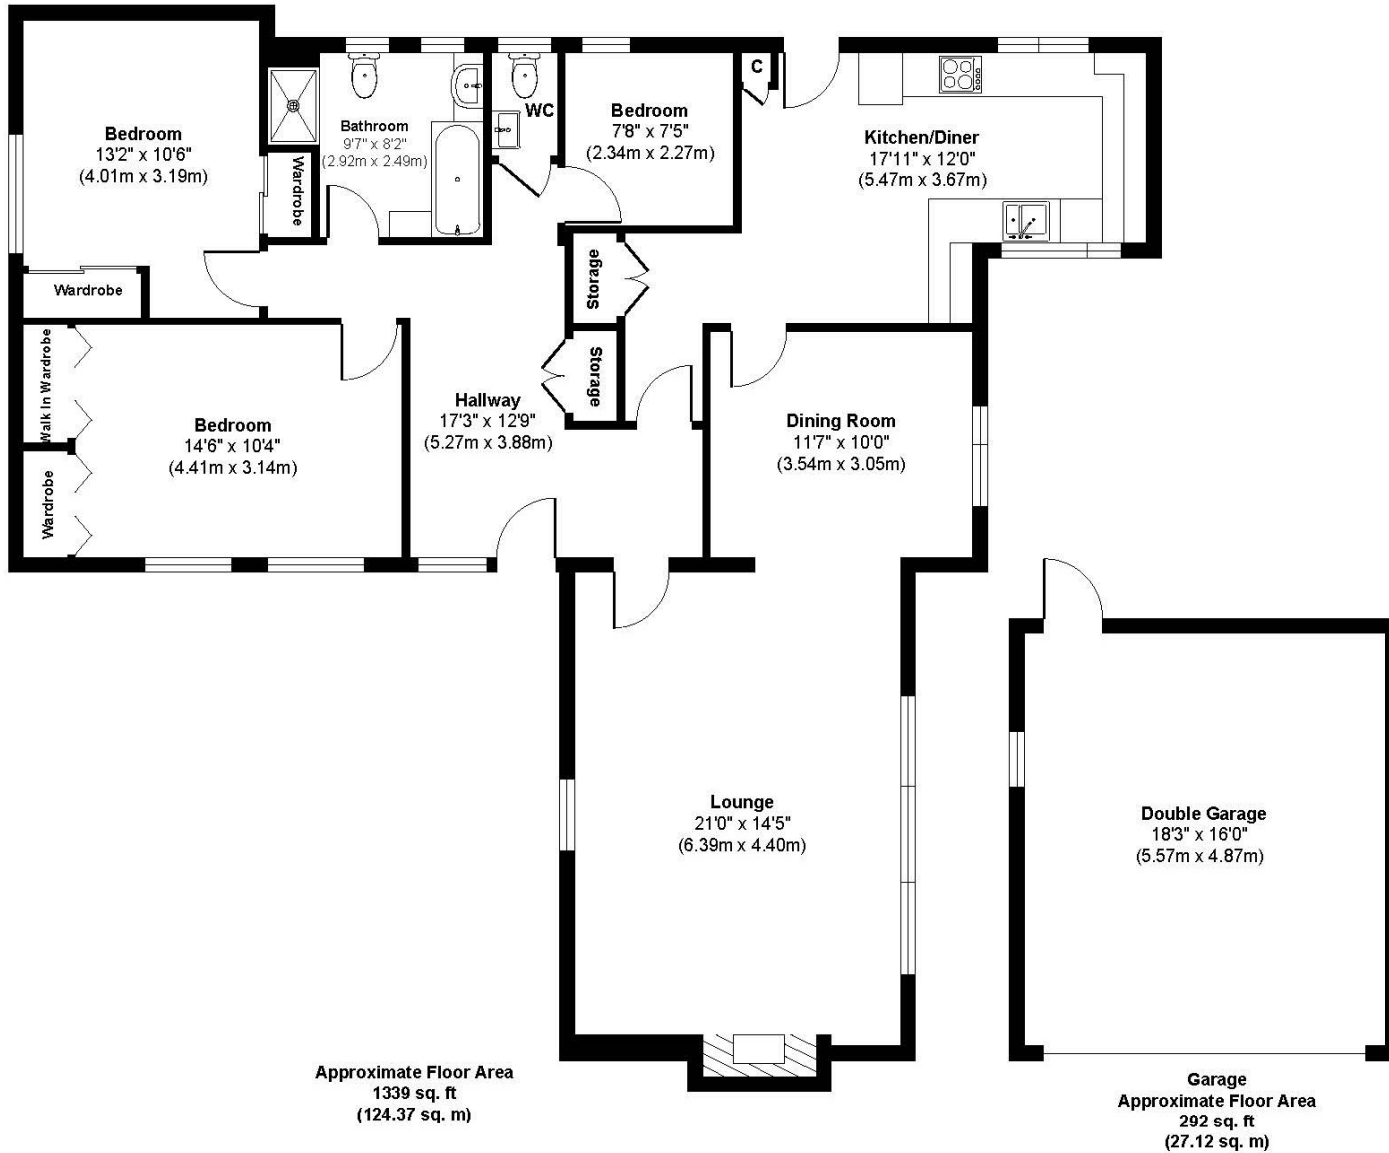 Bedroom
13'2" x 10'6"
(4.01m x 3.19m)
Wardrobe
Wardrobe
Bathroom
9'7" x 8'2"
(2.92m x 2.49m)
WC
Bedroom
7'8" x 7'5"
(2.34m x 2.27m)
C
Kitchen/Diner
17'11" x 12'0"
(5.47m x 3.67m)
Storage
Storage
Walk In Wardrobe
Wardrobe
Bedroom
14'6" x 10'4"
(4.41m x 3.14m)
Hallway
17'3" x 12'9"
(5.27m x 3.88m)
Dining Room
11'7" x 10'0"
(3.54m x 3.05m)
Lounge
21'0" x 14'5"
(6.39m x 4.40m)
Double Garage
18'3" x 16'0"
(5.57m x 4.87m)
Approximate Floor Area
1339 sq. ft
(124.37 sq. m)
Garage
Approximate Floor Area
292 sq. ft
(27.12 sq. m)